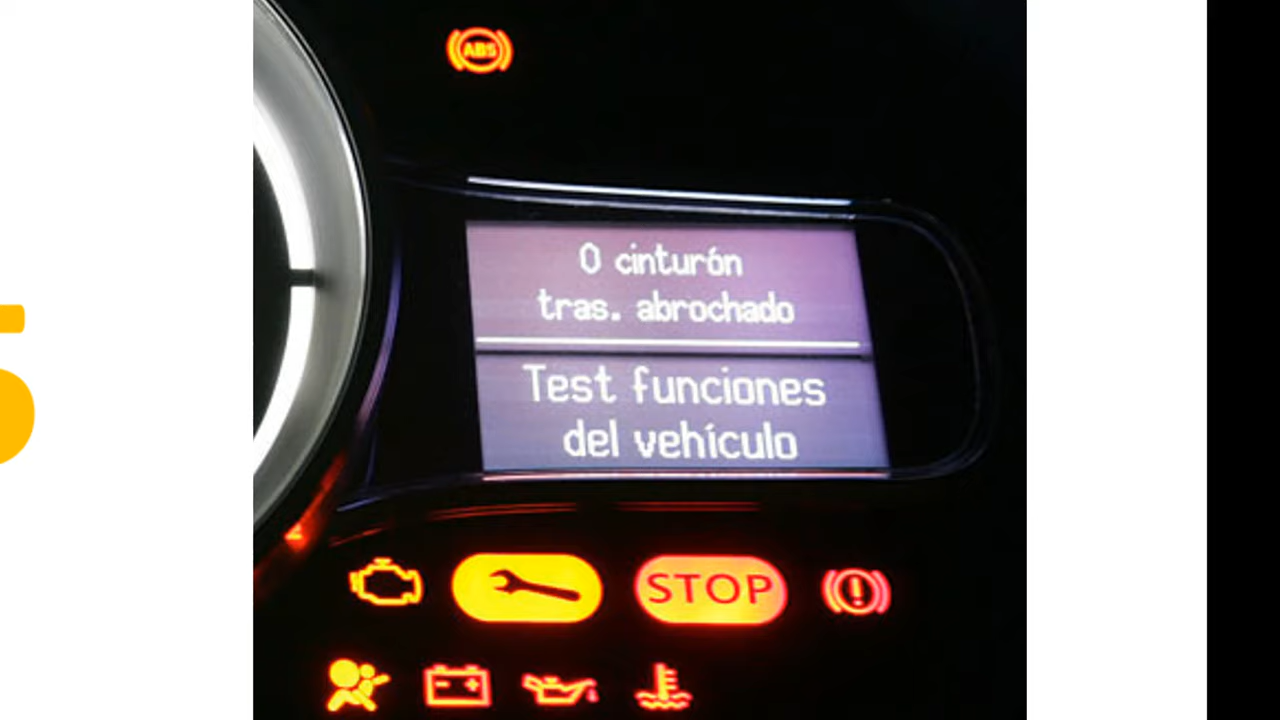 ABS
0 cinturón
tras. abrochado
Test funciones
del vehículo
STOP